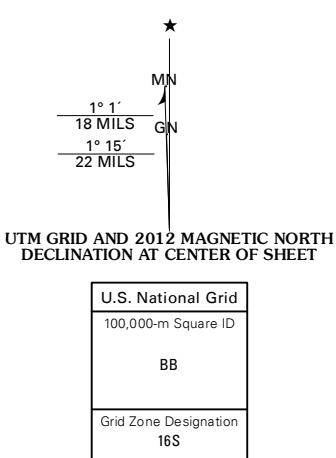 MN
1° 1´
18 MILS
GN
1° 15´
22 MILS
UTM GRID AND 2012 MAGNETIC NORTH
DECLINATION AT CENTER OF SHEET
U.S. National Grid
100,000-m Square ID
BB
Grid Zone Designation
16S